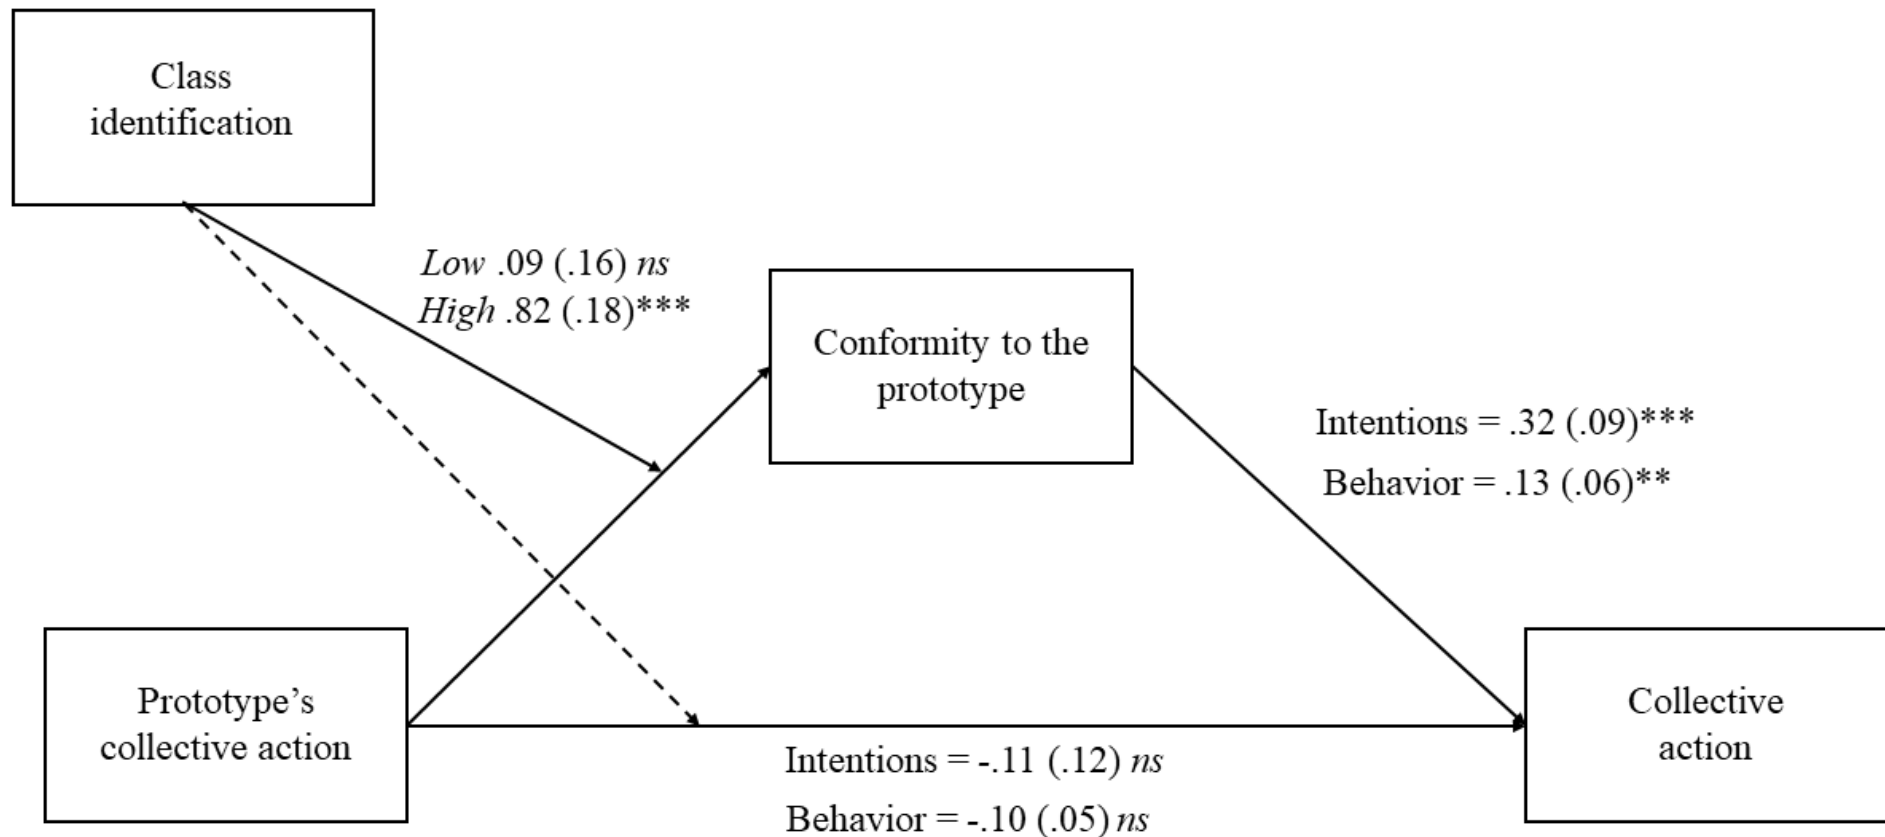 Class
identification
Low .09 (.16) ns
High .82 (.18)***
Conformity to the
prototype
Intentions = .32 (.09)***
Behavior = .13 (.06)**
Prototype’s
collective action
Collective
action
Intentions = -.11 (.12) ns
Behavior = -.10 (.05) ns